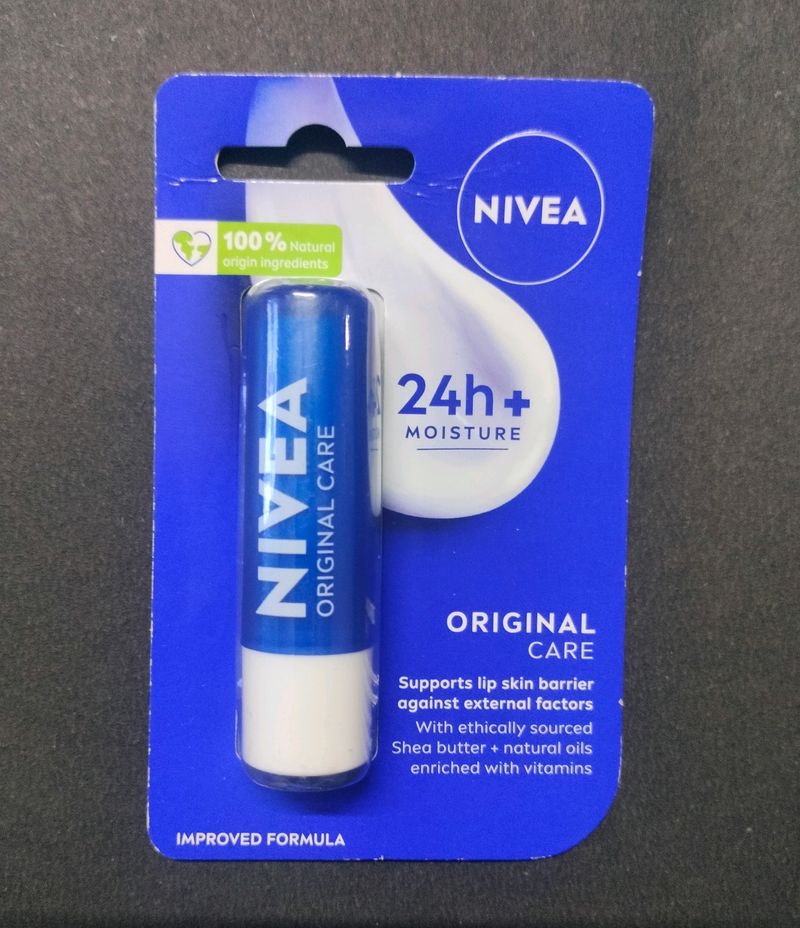 NIVEA
100% Natural
origin ingredients
24h+
MOISTURE
NIVEA
ORIGINAL CARE
ORIGINAL
CARE
Supports lip skin barrier
against external factors
With ethically sourced
Shea butter + natural oils
enriched with vitamins
IMPROVED FORMULA